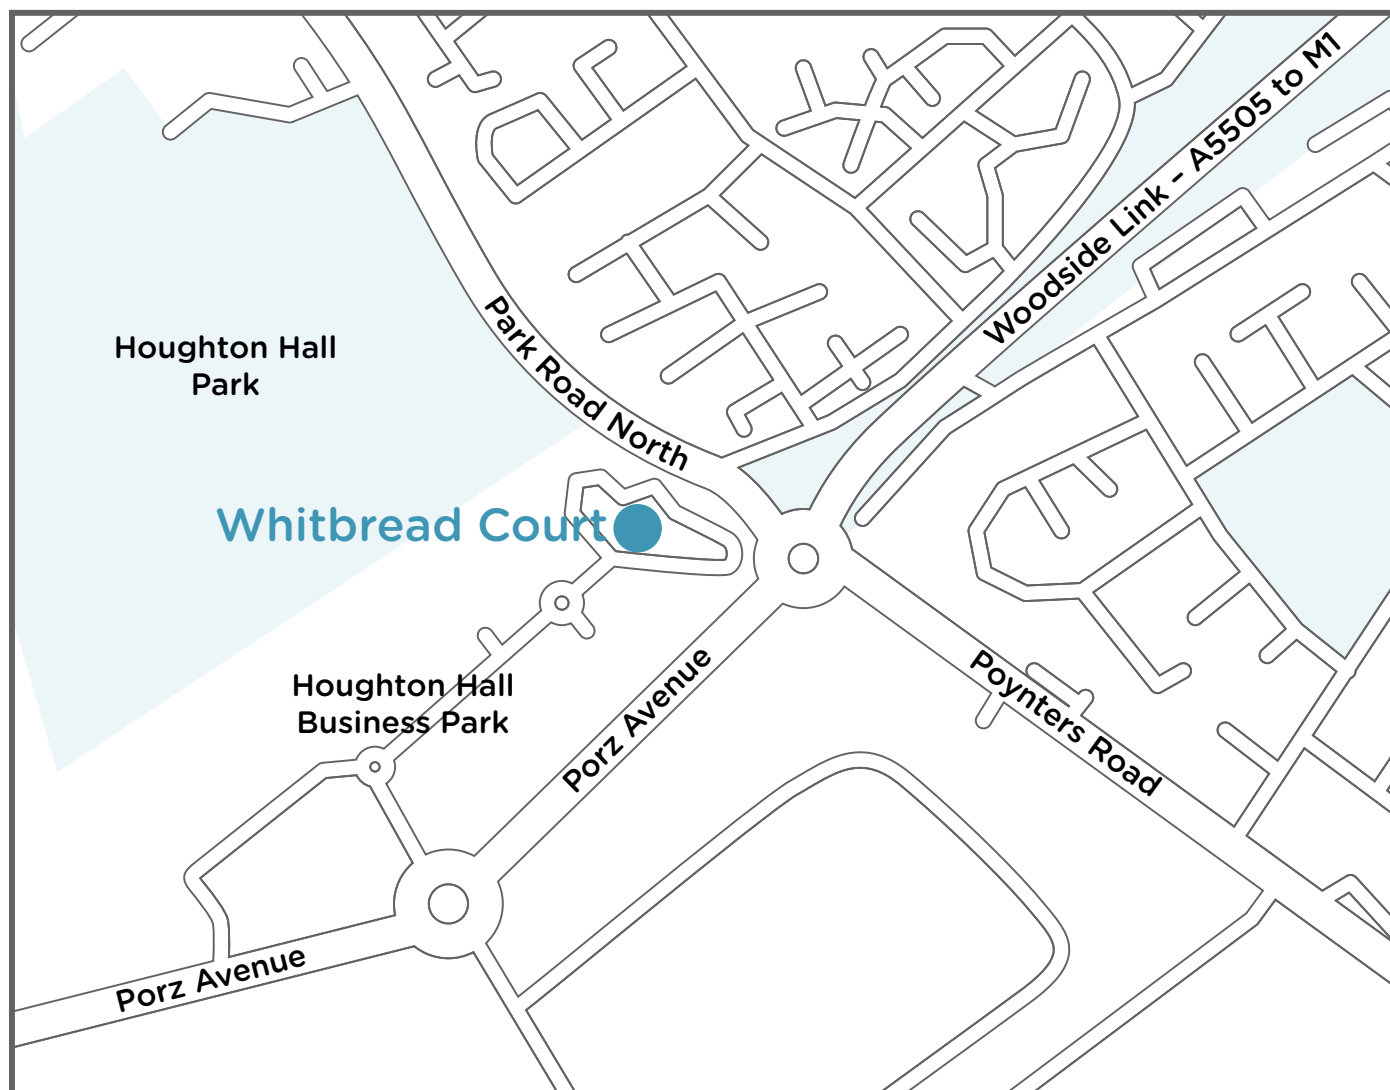 Woodside Link - A5505 to M1
Houghton Hall
Park
Park Road North
Whitbread Court
Houghton Hall
Business Park
Porz Avenue
Poynters Road
Porz Avenue